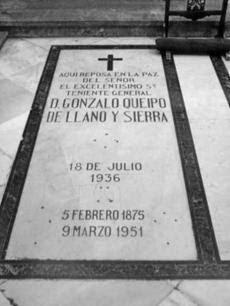 AQUI REPOSA EN LA PAZ
DEL SEÑOR
EL EXCELENTISIMO Sr
TENIENTE GENERAL
D. GONZALO QUEIPO
DE LLANO Y SIERRA
18 DE JULIO
1936
5 FEBRERO 1875
9 MARZO 1951